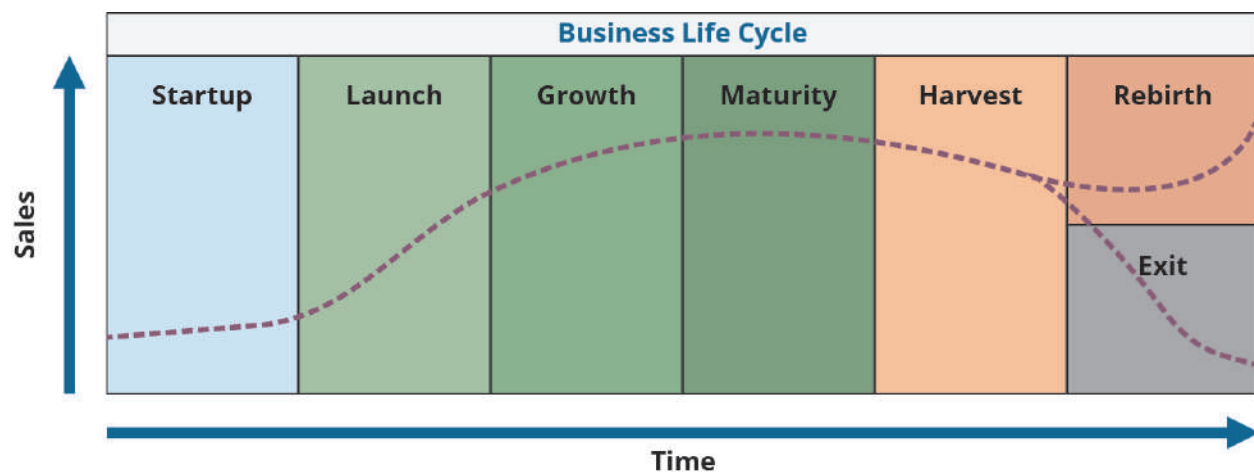 Business Life Cycle
Startup Launch Growth Maturity Harvest Rebirth
Exit
Sales
Time